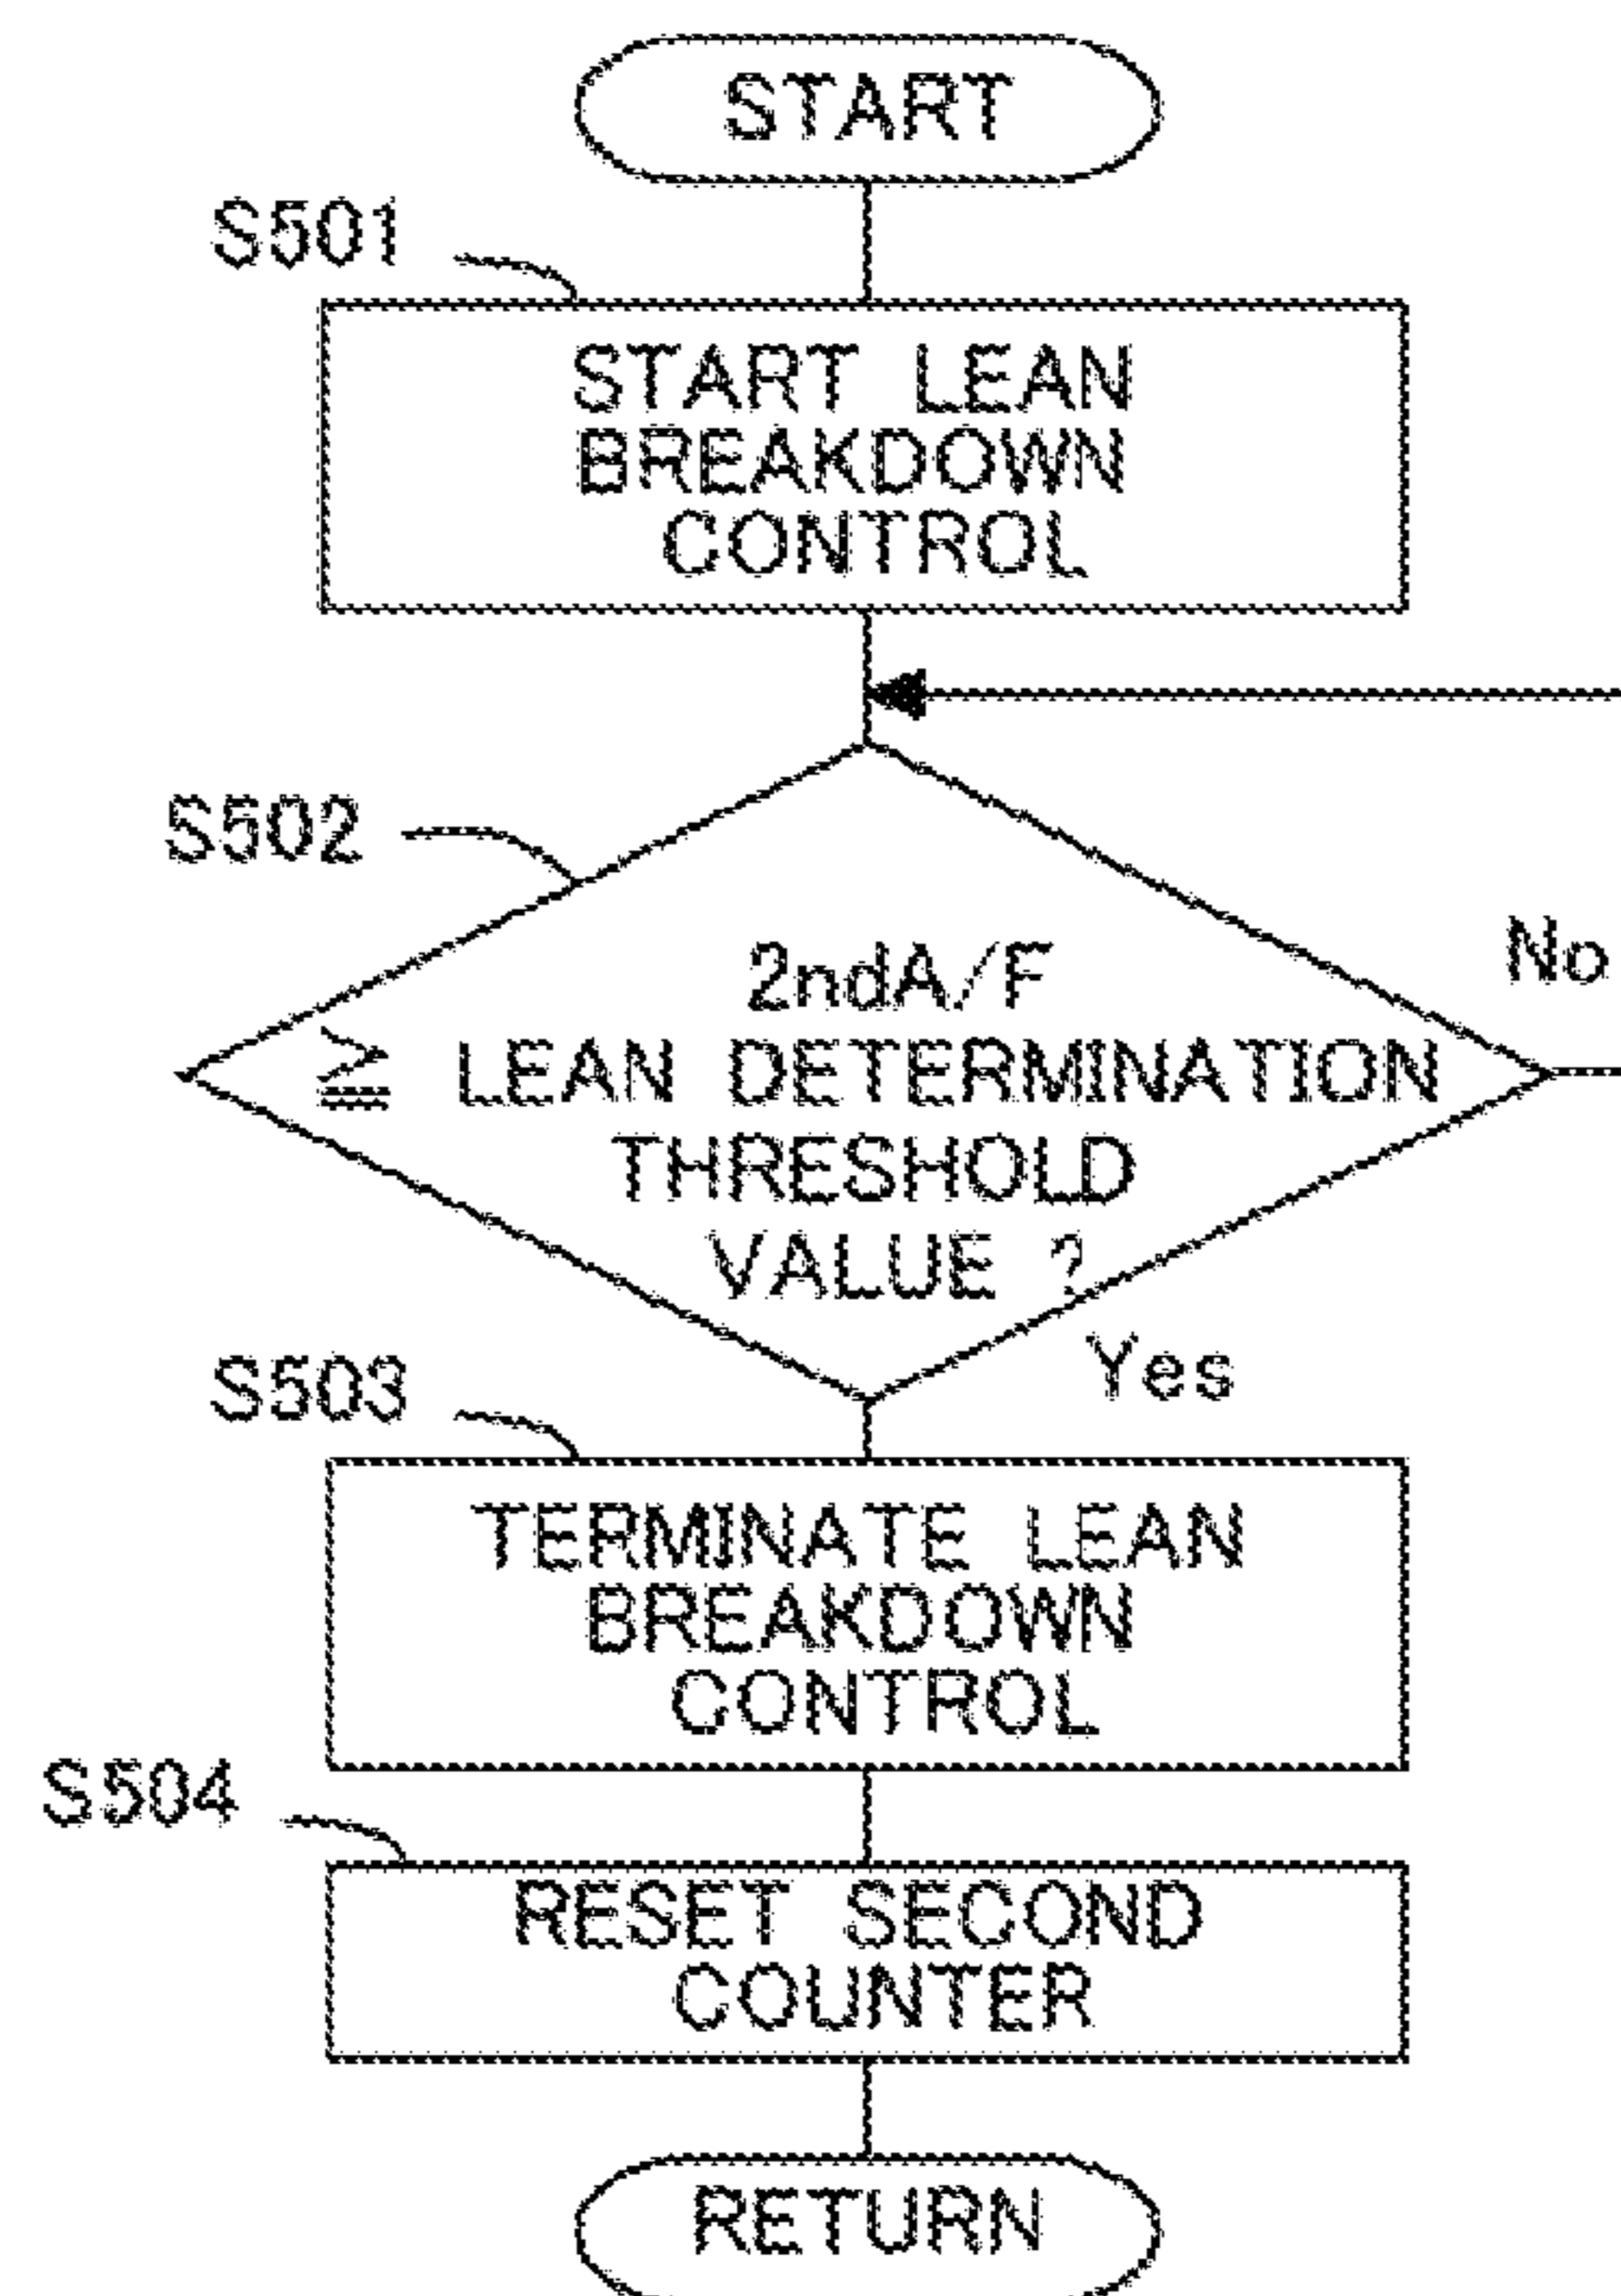 START
S501
START LEAN
BREAKDOWN
CONTROL
S502
2ndA/F
≧ LEAN DETERMINATION
THRESHOLD
VALUE ?
No
Yes
S503
TERMINATE LEAN
BREAKDOWN
CONTROL
S504
RESET SECOND
COUNTER
RETURN